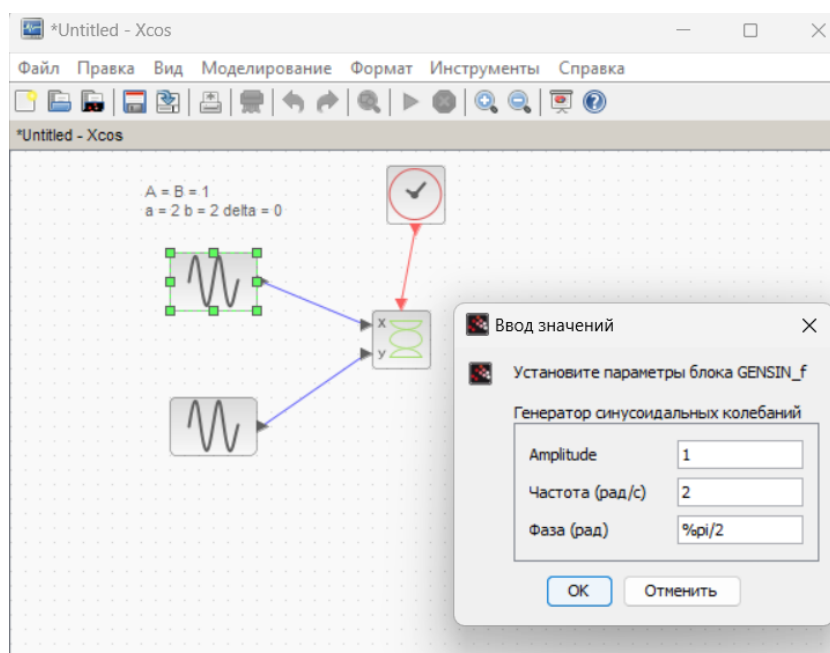 *Untitled - Xcos
Файл Правка Вид Моделирование Формат Инструменты Справка
*Untitled - Xcos
A = B = 1
a = 2 b = 2 delta = 0
x
y
Ввод значений
Установите параметры блока GENSIN_f
Генератор синусоидальных колебаний
Amplitude 1
Частота (рад/с) 2
Фаза (рад) %pi/2
OK Отменить